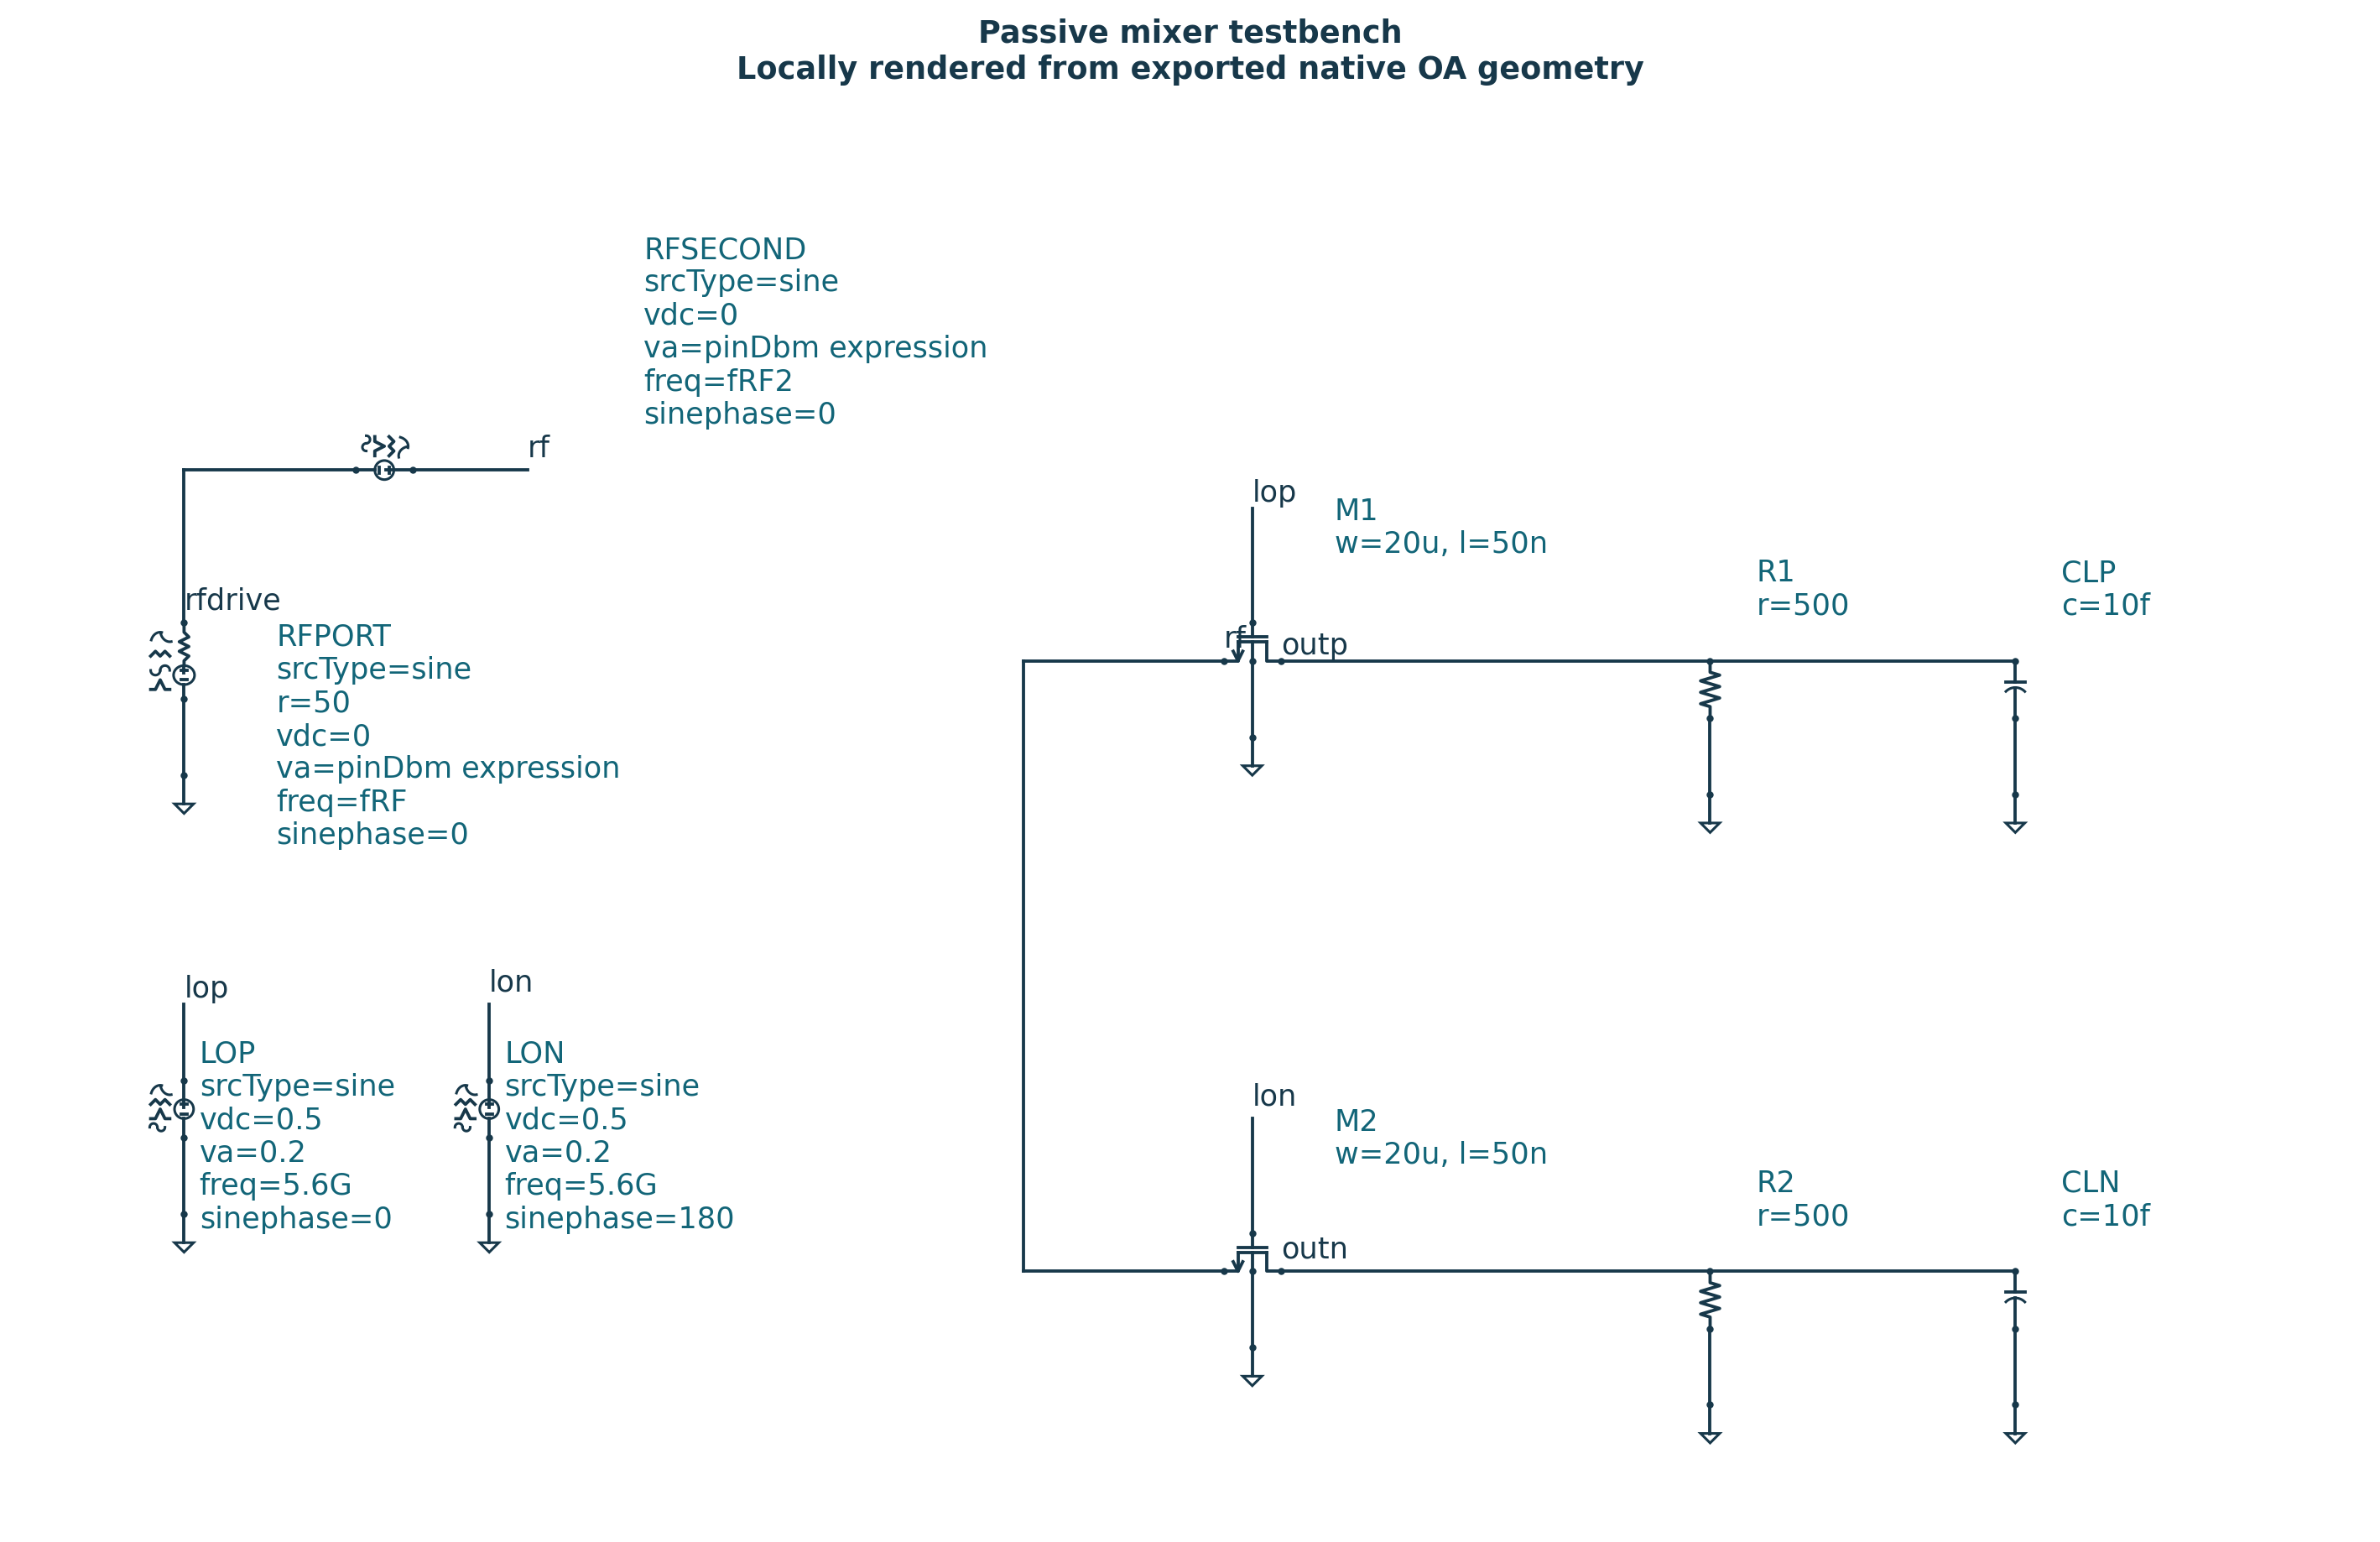 Passive mixer testbench
Locally rendered from exported native OA geometry
RFSECOND
srcType=sine
vdc=0
va=pinDbm expression
freq=fRF2
sinephase=0
rf
rfdrive
RFPORT
srcType=sine
r=50
vdc=0
va=pinDbm expression
freq=fRF
sinephase=0
lop
M1
w=20u, l=50n
rf
outp
R1
r=500
CLP
c=10f
lop
LOP
srcType=sine
vdc=0.5
va=0.2
freq=5.6G
sinephase=0
lon
LON
srcType=sine
vdc=0.5
va=0.2
freq=5.6G
sinephase=180
lon
M2
w=20u, l=50n
outn
R2
r=500
CLN
c=10f